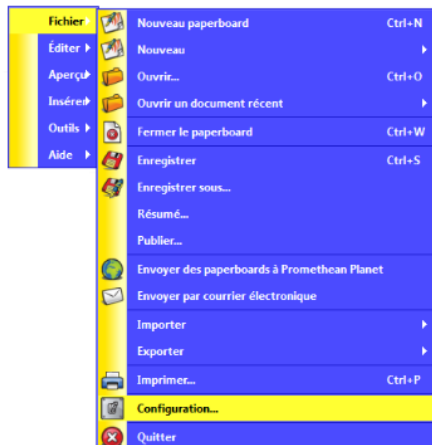 Fichier
Éditer
Aperçu
Insérer
Outils
Aide
Nouveau paperboard Ctrl+N
Nouveau
Ouvrir... Ctrl+O
Ouvrir un document récent
Fermer le paperboard Ctrl+W
Enregistrer Ctrl+S
Enregistrer sous...
Résumé...
Publier...
Envoyer des paperboards à Promethean Planet
Envoyer par courrier électronique
Importer
Exporter
Imprimer... Ctrl+P
Configuration...
Quitter